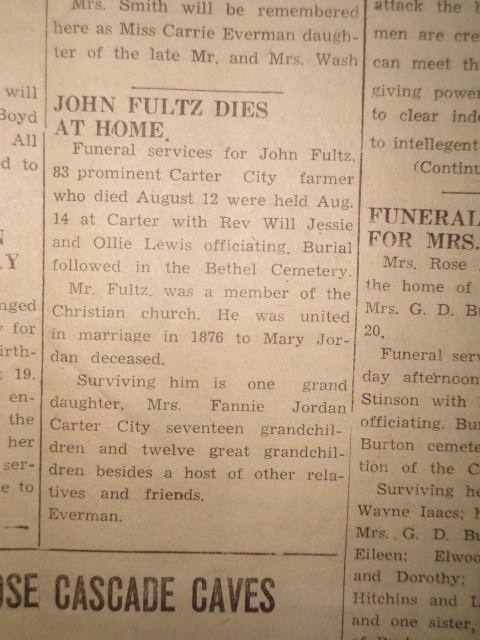 will
Boyd
All
d to
N
Y
nged
for
irth-
19.
en-
the
her
ser-
e to
Mrs. Smith will be remembered
here as Miss Carrie Everman daugh-
ter of the late Mr. and Mrs. Wash
JOHN FULTZ DIES
AT HOME.
Funeral services for John Fultz,
83 prominent Carter City farmer
who died August 12 were held Aug.
14 at Carter with Rev Will Jessie
and Ollie Lewis officiating. Burial
followed in the Bethel Cemetery.
Mr. Fultz. was a member of the
Christian church. He was united
in marriage in 1876 to Mary Jor-
dan deceased.
Surviving him is one grand
daughter, Mrs. Fannie Jordan
Carter City seventeen grandchil-
dren and twelve great grandchil-
dren besides a host of other rela-
tives and friends.
Everman.
OSE CASCADE CAVES
attack the
men are cre
can meet th
giving powe
to clear ind
to intellegent
(Continu
FUNERAL
FOR MRS.
Mrs. Rose
the home of
Mrs. G. D. Bu
20.
Funeral serv
day afternoon
Stinson with
officiating. Bu
Burton cemete
tion of the C
Surviving he
Wayne Iaacs; h
Mrs. G. D. Bu
Eileen; Elwoo
and Dorothy;
Hitchins and L
and one sister,